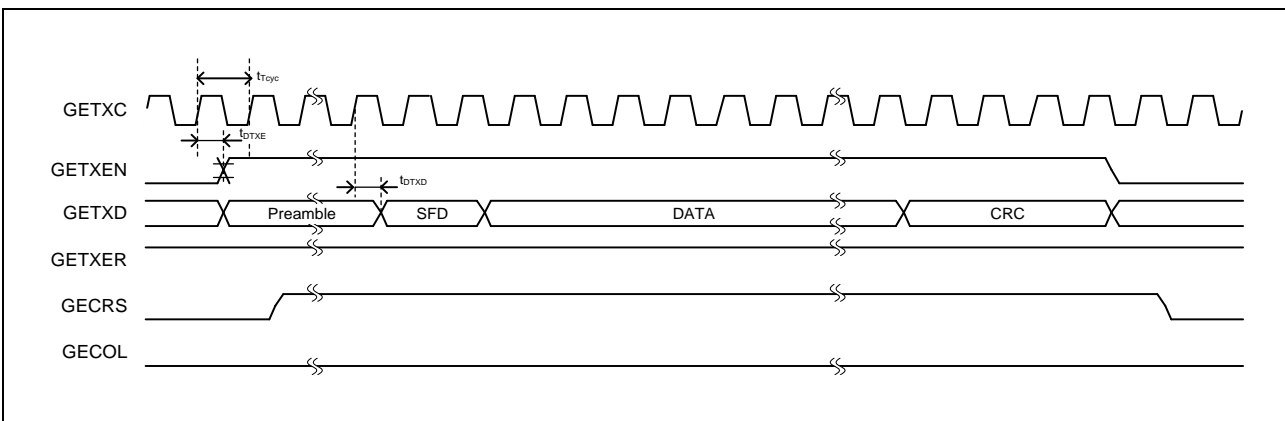 tTcyc
GETXC
tDTXE
GETXEN
tDTXD
GETXD Preamble SFD DATA CRC
GETXER
GECRS
GECOL